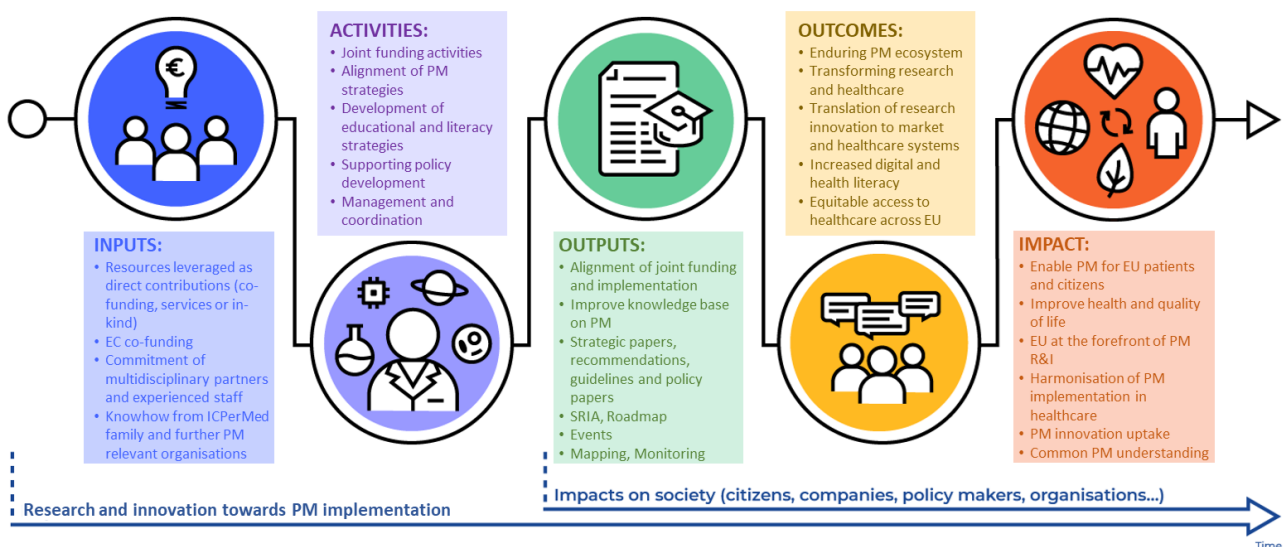 ACTIVITIES:
• Joint funding activities
• Alignment of PM
strategies
• Development of
educational and literacy
strategies
• Supporting policy
development
• Management and
coordination
OUTCOMES:
• Enduring PM ecosystem
• Transforming research
and healthcare
• Translation of research
innovation to market
and healthcare systems
• Increased digital and
health literacy
• Equitable access to
healthcare across EU
€
INPUTS:
• Resources leveraged as
direct contributions (co-
funding, services or in-
kind)
• EC co-funding
• Commitment of
multidisciplinary partners
and experienced staff
• Knowhow from ICPerMed
family and further PM
relevant organisations
OUTPUTS:
• Alignment of joint funding
and implementation
• Improve knowledge base
on PM
• Strategic papers,
recommendations,
guidelines and policy
papers
• SRIA, Roadmap
• Events
• Mapping, Monitoring
IMPACT:
• Enable PM for EU patients
and citizens
• Improve health and quality
of life
• EU at the forefront of PM
R&I
• Harmonisation of PM
implementation in
healthcare
• PM innovation uptake
• Common PM understanding
Impacts on society (citizens, companies, policy makers, organisations...)
Research and innovation towards PM implementation
Time